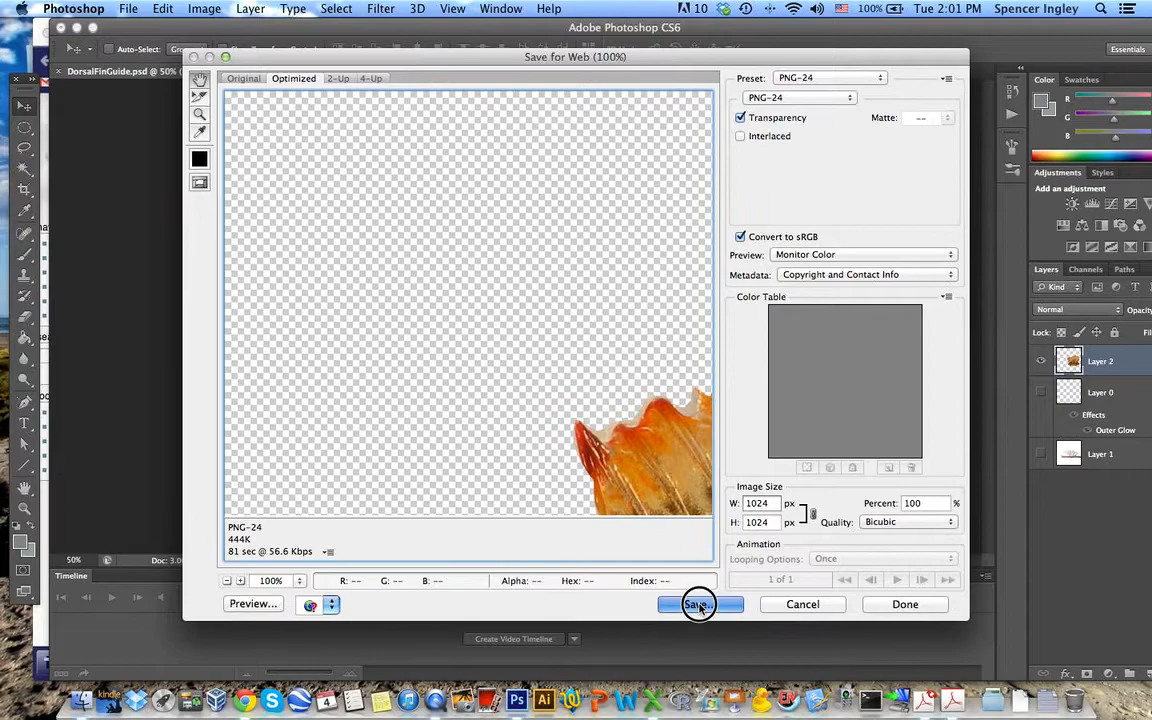 Photoshop File Edit Image Layer Type Select Filter 3D View Window Help 10 100% Tue 2:01 PM Spencer Ingley
Adobe Photoshop CS6
Auto-Select: Essentials
DorsalFinGuide.psd @ 50%
Save for Web (100%)
Original Optimized 2-Up 4-Up
Preset: PNG-24
PNG-24
Transparency Matte: --
Interlaced
Convert to sRGB
Preview: Monitor Color
Metadata: Copyright and Contact Info
Color Table
Image Size
W: 1024 px Percent: 100 %
H: 1024 px Quality: Bicubic
Animation
Looping Options: Once
1 of 1
PNG-24
444K
81 sec @ 56.6 Kbps
100% R: -- G: -- B: -- Alpha: -- Hex: -- Index: --
Preview... Save... Cancel Done
Color Swatches
R
G
B
Adjustments Styles
Add an adjustment
Layers Channels Paths
Kind
Normal Opacity
Lock:
Layer 2
Layer 0
Effects
Outer Glow
Layer 1
50% Doc: 3.0
Timeline
Create Video Timeline
kindle